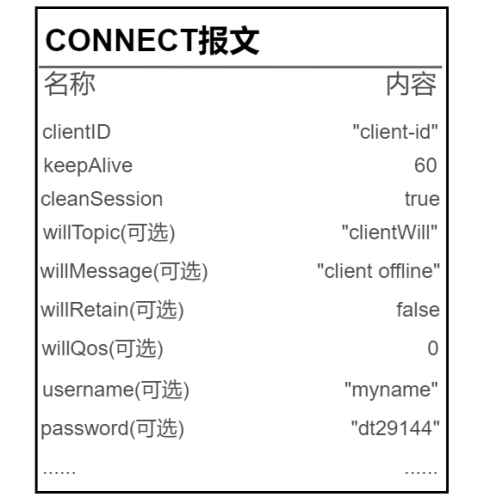 CONNECT报文
名称 内容
clientID "client-id"
keepAlive 60
cleanSession true
willTopic(可选) "clientWill"
willMessage(可选) "client offline"
willRetain(可选) false
willQos(可选) 0
username(可选) "myname"
password(可选) "dt29144"
...... ......